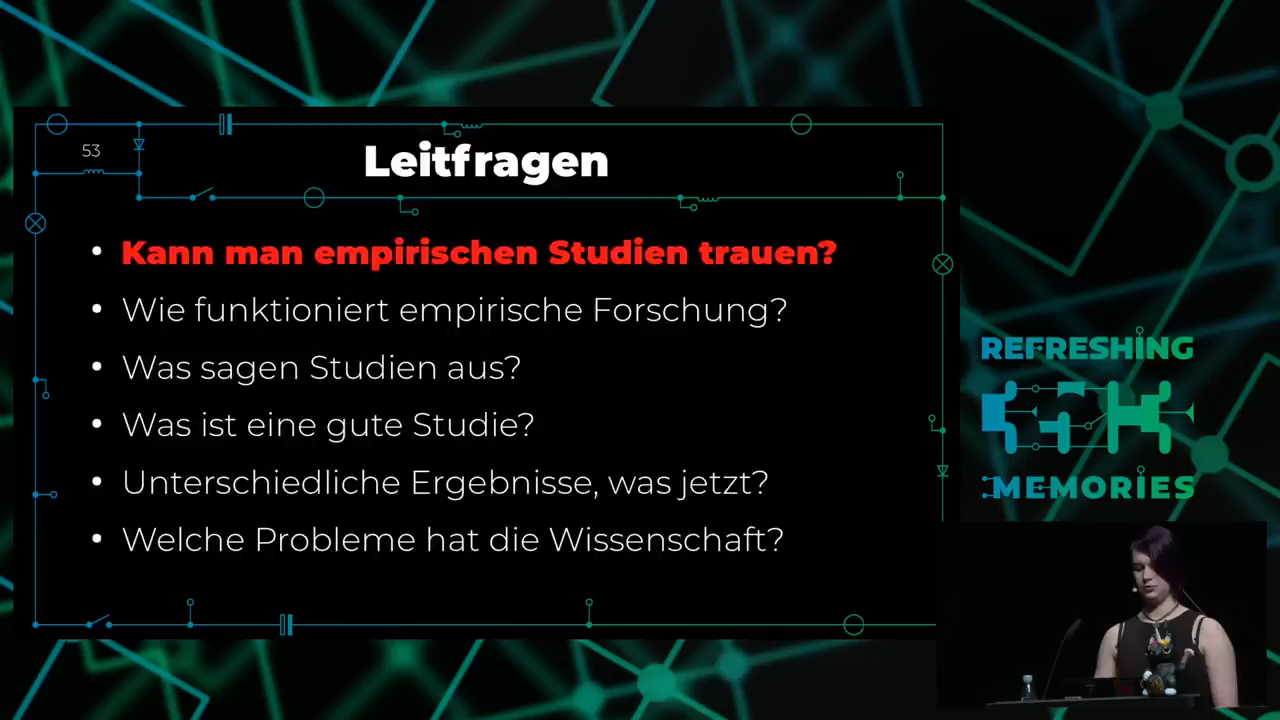 53
Leitfragen
• Kann man empirischen Studien trauen?
• Wie funktioniert empirische Forschung?
• Was sagen Studien aus?
• Was ist eine gute Studie?
• Unterschiedliche Ergebnisse, was jetzt?
• Welche Probleme hat die Wissenschaft?
REFRESHING
MEMORIES